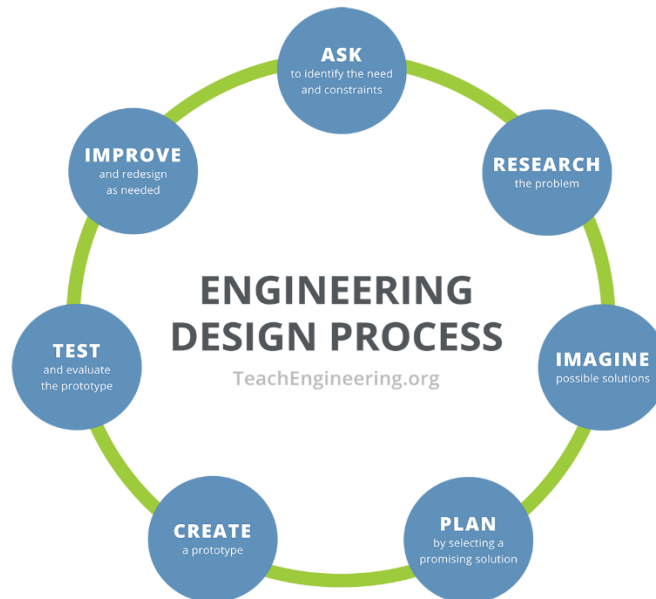 ASK
to identify the need
and constraints
RESEARCH
the problem
IMAGINE
possible solutions
PLAN
by selecting a
promising solution
CREATE
a prototype
TEST
and evaluate
the prototype
IMPROVE
and redesign
as needed
ENGINEERING
DESIGN PROCESS
TeachEngineering.org